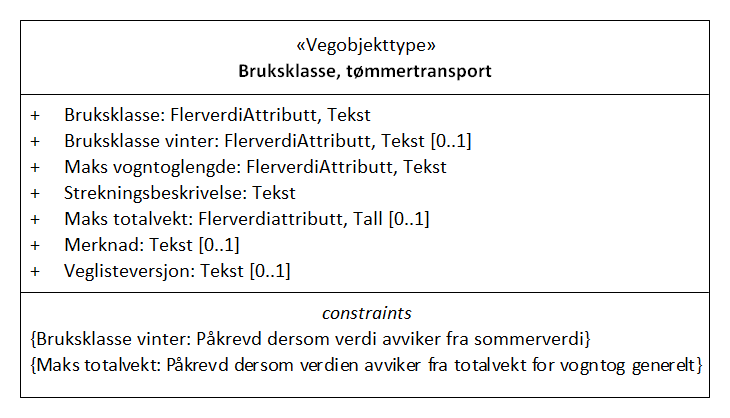 «Vegobjekttype»
Bruksklasse, tømmertransport
+ Bruksklasse: FlerverdiAttributt, Tekst
+ Bruksklasse vinter: FlerverdiAttributt, Tekst [0..1]
+ Maks vogntoglengde: FlerverdiAttributt, Tekst
+ Strekningsbeskrivelse: Tekst
+ Maks totalvekt: Flerverdiattributt, Tall [0..1]
+ Merknad: Tekst [0..1]
+ Veglisteversjon: Tekst [0..1]
constraints
{Bruksklasse vinter: Påkrevd dersom verdi avviker fra sommerverdi}
{Maks totalvekt: Påkrevd dersom verdien avviker fra totalvekt for vogntog generelt}